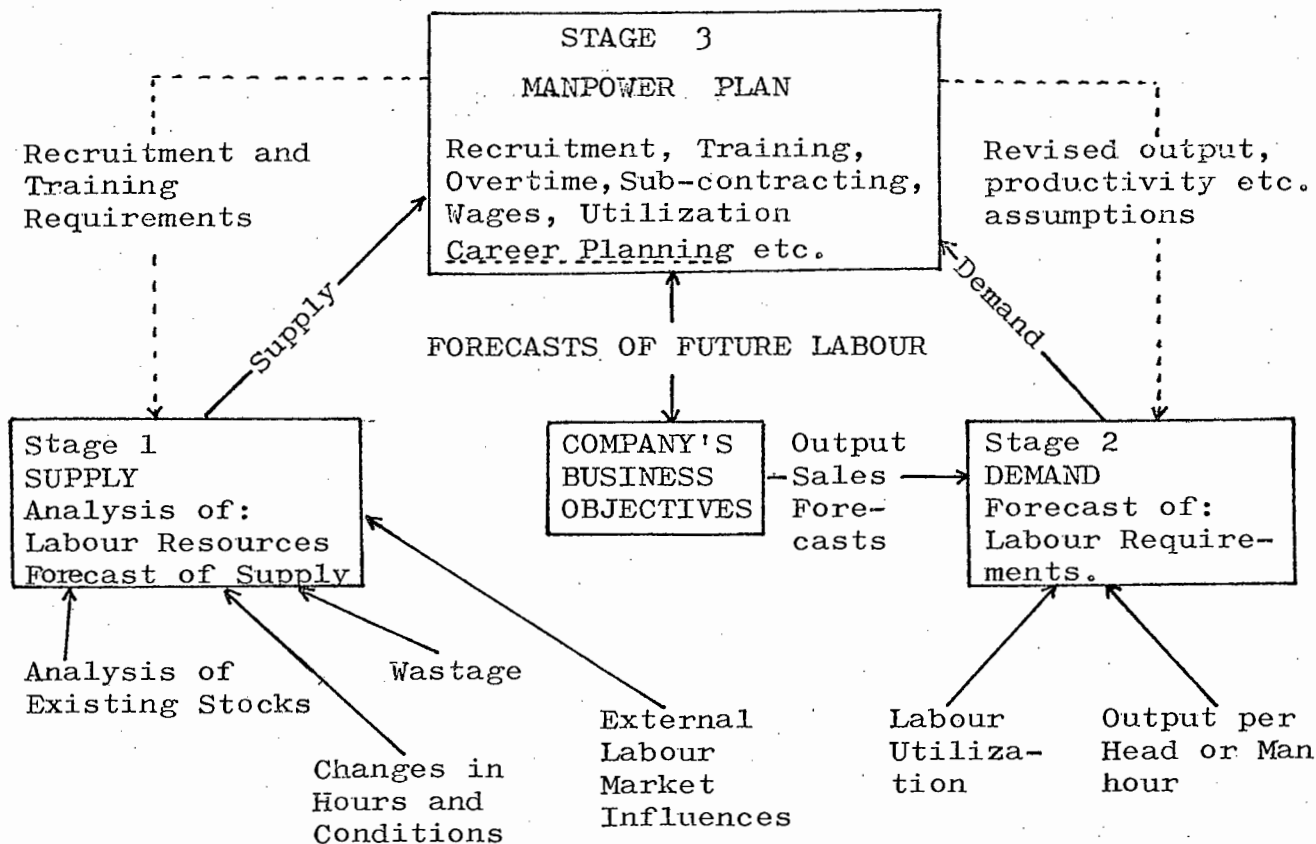 STAGE 3
MANPOWER PLAN
Recruitment, Training,
Overtime, Sub-contracting,
Wages, Utilization
Career Planning etc.
Recruitment and
Training
Requirements
Revised output,
productivity etc.
assumptions
Supply
Demand
FORECASTS OF FUTURE LABOUR
Stage 1
SUPPLY
Analysis of:
Labour Resources
Forecast of Supply
COMPANY'S
BUSINESS
OBJECTIVES
Output
Sales
Fore-
casts
Stage 2
DEMAND
Forecast of:
Labour Require-
ments.
Analysis of
Existing Stocks
Wastage
Changes in
Hours and
Conditions
External
Labour
Market
Influences
Labour
Utiliza-
tion
Output per
Head or Man
hour